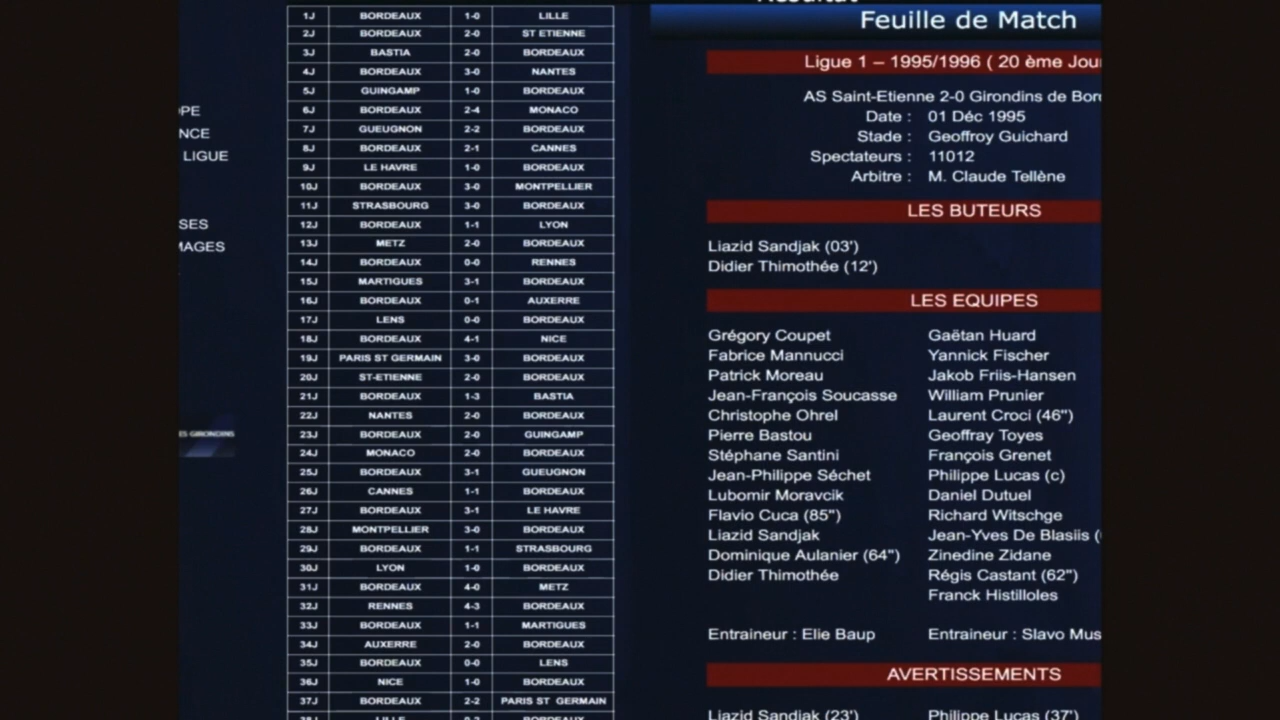 Résultat
Feuille de Match
OPE
NCE
LIGUE
SES
MAGES
ES GIRONDINS
1J BORDEAUX 1-0 LILLE
2J BORDEAUX 2-0 ST ETIENNE
3J BASTIA 2-0 BORDEAUX
4J BORDEAUX 3-0 NANTES
5J GUINGAMP 1-0 BORDEAUX
6J BORDEAUX 2-4 MONACO
7J GUEUGNON 2-2 BORDEAUX
8J BORDEAUX 2-1 CANNES
9J LE HAVRE 1-0 BORDEAUX
10J BORDEAUX 3-0 MONTPELLIER
11J STRASBOURG 3-0 BORDEAUX
12J BORDEAUX 1-1 LYON
13J METZ 2-0 BORDEAUX
14J BORDEAUX 0-0 RENNES
15J MARTIGUES 3-1 BORDEAUX
16J BORDEAUX 0-1 AUXERRE
17J LENS 0-0 BORDEAUX
18J BORDEAUX 4-1 NICE
19J PARIS ST GERMAIN 3-0 BORDEAUX
20J ST-ETIENNE 2-0 BORDEAUX
21J BORDEAUX 1-3 BASTIA
22J NANTES 2-0 BORDEAUX
23J BORDEAUX 2-0 GUINGAMP
24J MONACO 2-0 BORDEAUX
25J BORDEAUX 3-1 GUEUGNON
26J CANNES 1-1 BORDEAUX
27J BORDEAUX 3-1 LE HAVRE
28J MONTPELLIER 3-0 BORDEAUX
29J BORDEAUX 1-1 STRASBOURG
30J LYON 1-0 BORDEAUX
31J BORDEAUX 4-0 METZ
32J RENNES 4-3 BORDEAUX
33J BORDEAUX 1-1 MARTIGUES
34J AUXERRE 2-0 BORDEAUX
35J BORDEAUX 0-0 LENS
36J NICE 1-0 BORDEAUX
37J BORDEAUX 2-2 PARIS ST GERMAIN
38J LILLE BORDEAUX
Ligue 1 – 1995/1996 ( 20 ème Jour
AS Saint-Etienne 2-0 Girondins de Bor
Date : 01 Déc 1995
Stade : Geoffroy Guichard
Spectateurs : 11012
Arbitre : M. Claude Tellène
LES BUTEURS
Liazid Sandjak (03')
Didier Thimothée (12')
LES EQUIPES
Grégory Coupet Gaëtan Huard
Fabrice Mannucci Yannick Fischer
Patrick Moreau Jakob Friis-Hansen
Jean-François Soucasse William Prunier
Christophe Ohrel Laurent Croci (46")
Pierre Bastou Geoffray Toyes
Stéphane Santini François Grenet
Jean-Philippe Séchet Philippe Lucas (c)
Lubomir Moravcik Daniel Dutuel
Flavio Cuca (85") Richard Witschge
Liazid Sandjak Jean-Yves De Blasiis (
Dominique Aulanier (64") Zinedine Zidane
Didier Thimothée Régis Castant (62")
Franck Histilloles
Entraineur : Elie Baup Entraineur : Slavo Mus
AVERTISSEMENTS
Liazid Sandjak (23') Philippe Lucas (37')